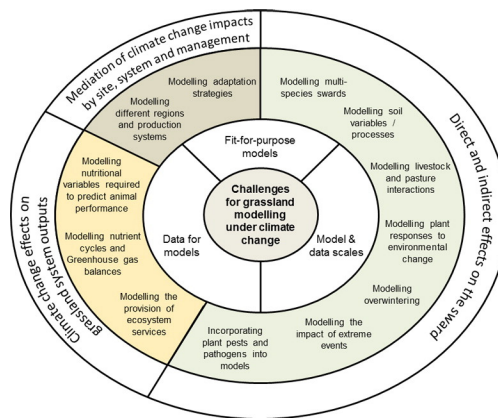 Mediation of climate change impacts
by site, system and management
Direct and indirect effects on the sward
Climate change effects on
grassland system outputs
Modelling adaptation
strategies
Modelling
different regions
and production
systems
Modelling multi-
species swards
Modelling soil
variables /
processes
Modelling livestock
and pasture
interactions
Modelling plant
responses to
environmental
change
Modelling
overwintering
Modelling the
impact of extreme
events
Incorporating
plant pests and
pathogens into
models
Modelling the
provision of
ecosystem
services
Modelling nutrient
cycles and
Greenhouse gas
balances
Modelling
nutritional
variables required
to predict animal
performance
Fit-for-purpose
models
Data for
models
Model &
data scales
Challenges
for grassland
modelling
under climate
change